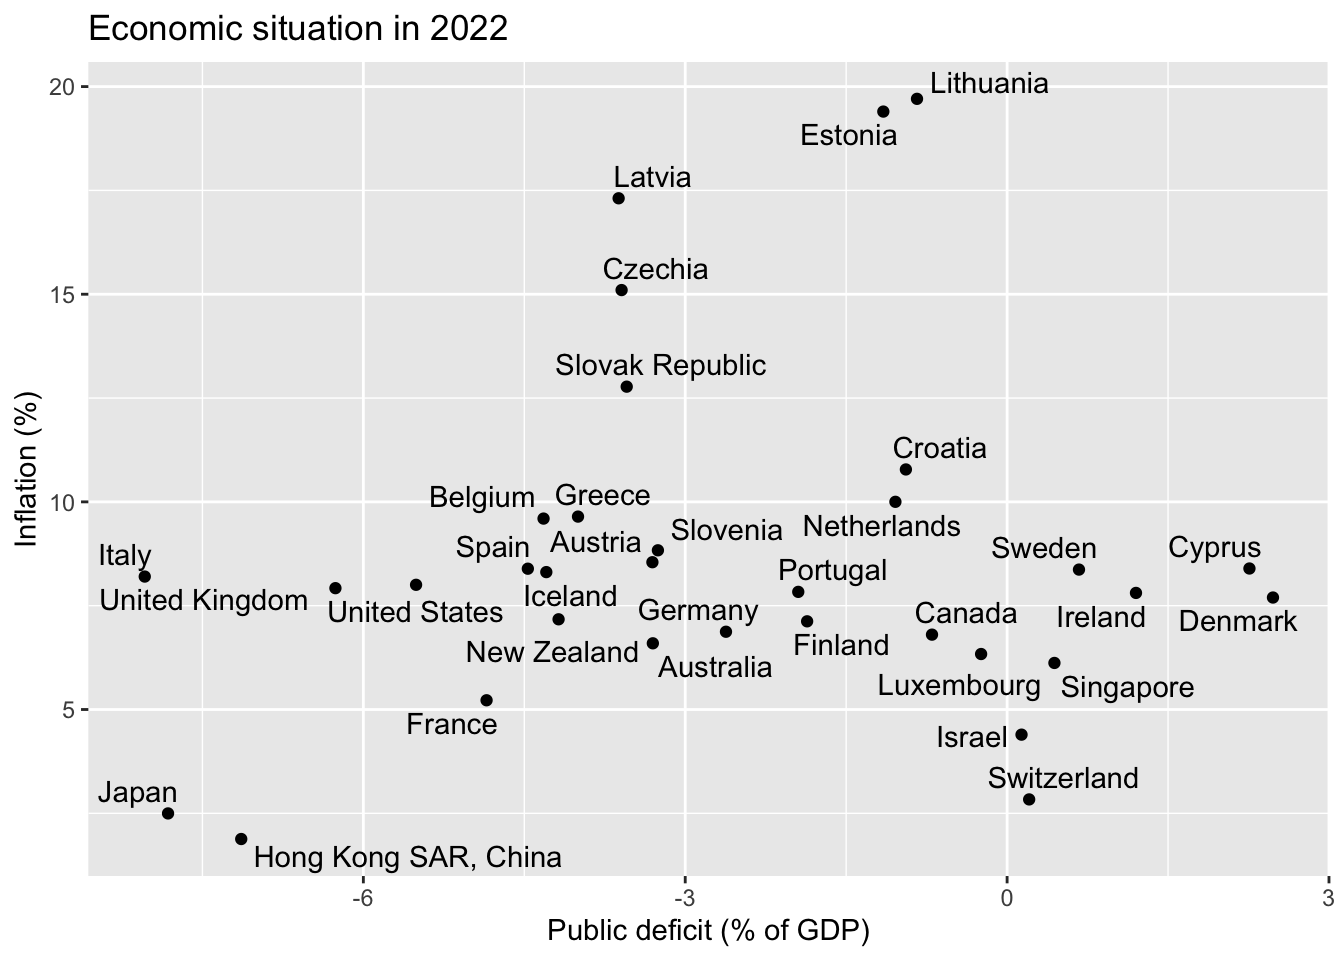 Economic situation in 2022
20
Lithuania
Estonia
Latvia
Czechia
15
Slovak Republic
Croatia
Belgium
Greece
10
Netherlands
Slovenia
Austria
Spain
Sweden
Cyprus
Italy
Portugal
United Kingdom
United States
Iceland
Germany
Canada
Ireland
Denmark
Finland
New Zealand
Australia
Luxembourg
Singapore
5
France
Israel
Switzerland
Japan
Hong Kong SAR, China
-6
-3
0
3
Public deficit (% of GDP)
Inflation (%)